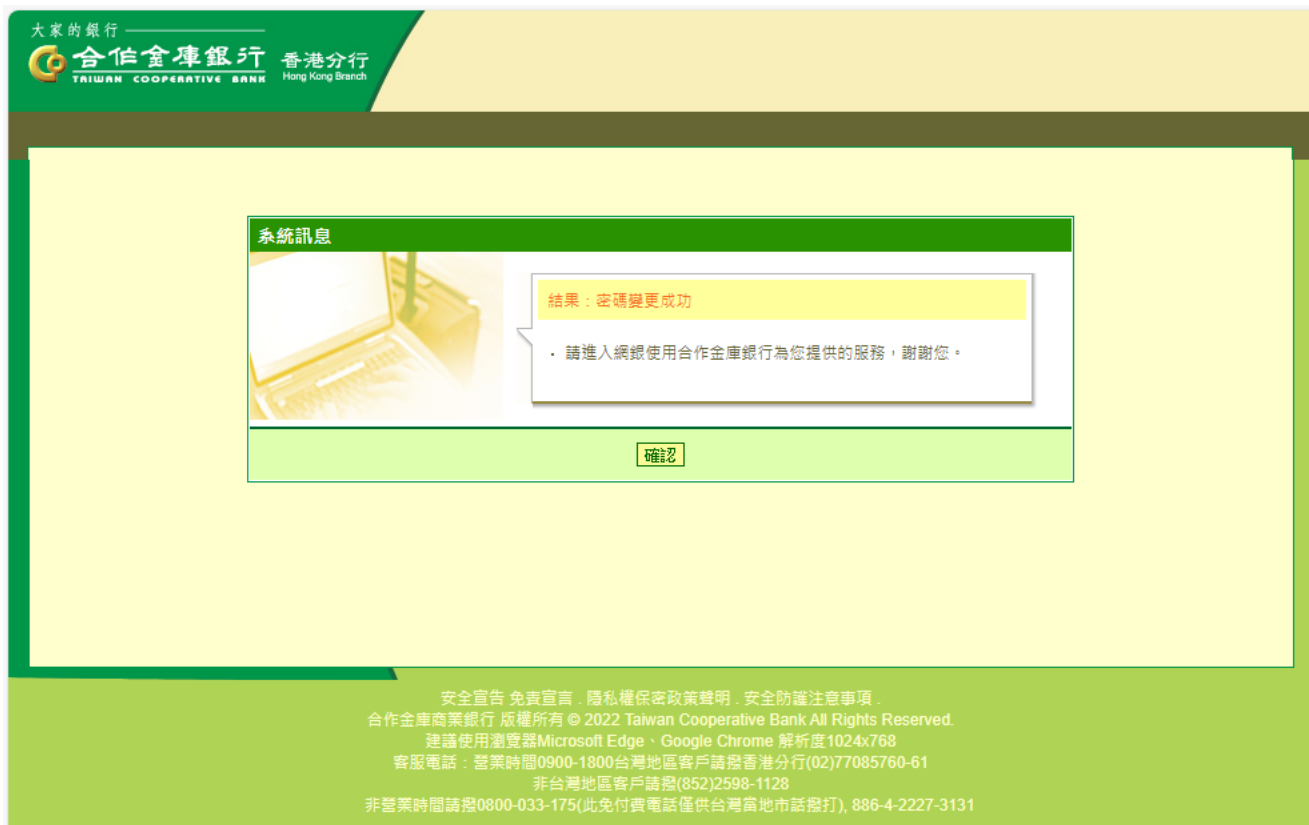 大家的銀行
合作金庫銀行 香港分行
TAIWAN COOPERATIVE BANK Hong Kong Branch
系統訊息
結果：密碼變更成功
· 請進入網銀使用合作金庫銀行為您提供的服務，謝謝您。
確認
安全宣告 免責宣言 . 隱私權保密政策聲明 . 安全防護注意事項 .
合作金庫商業銀行 版權所有 © 2022 Taiwan Cooperative Bank All Rights Reserved.
建議使用瀏覽器Microsoft Edge、Google Chrome 解析度1024x768
客服電話：營業時間0900-1800台灣地區客戶請撥香港分行(02)77085760-61
非台灣地區客戶請撥(852)2598-1128
非營業時間請撥0800-033-175(此免付費電話僅供台灣當地市話撥打), 886-4-2227-3131